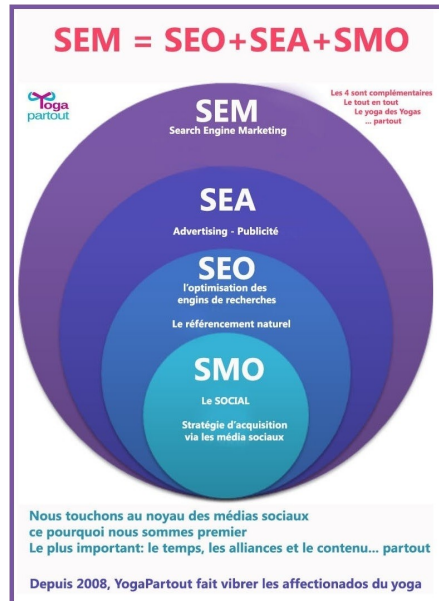 SEM = SEO+SEA+SMO
Yoga
partout
Les 4 sont complémentaires
Le tout en tout
Le yoga des Yogas
... partout
SEM
Search Engine Marketing
SEA
Advertising - Publicité
SEO
l'optimisation des
engins de recherches
Le référencement naturel
SMO
Le SOCIAL
Stratégie d'acquisition
via les média sociaux
Nous touchons au noyau des médias sociaux
ce pourquoi nous sommes premier
Le plus important: le temps, les alliances et le contenu... partout
Depuis 2008, YogaPartout fait vibrer les affectionados du yoga